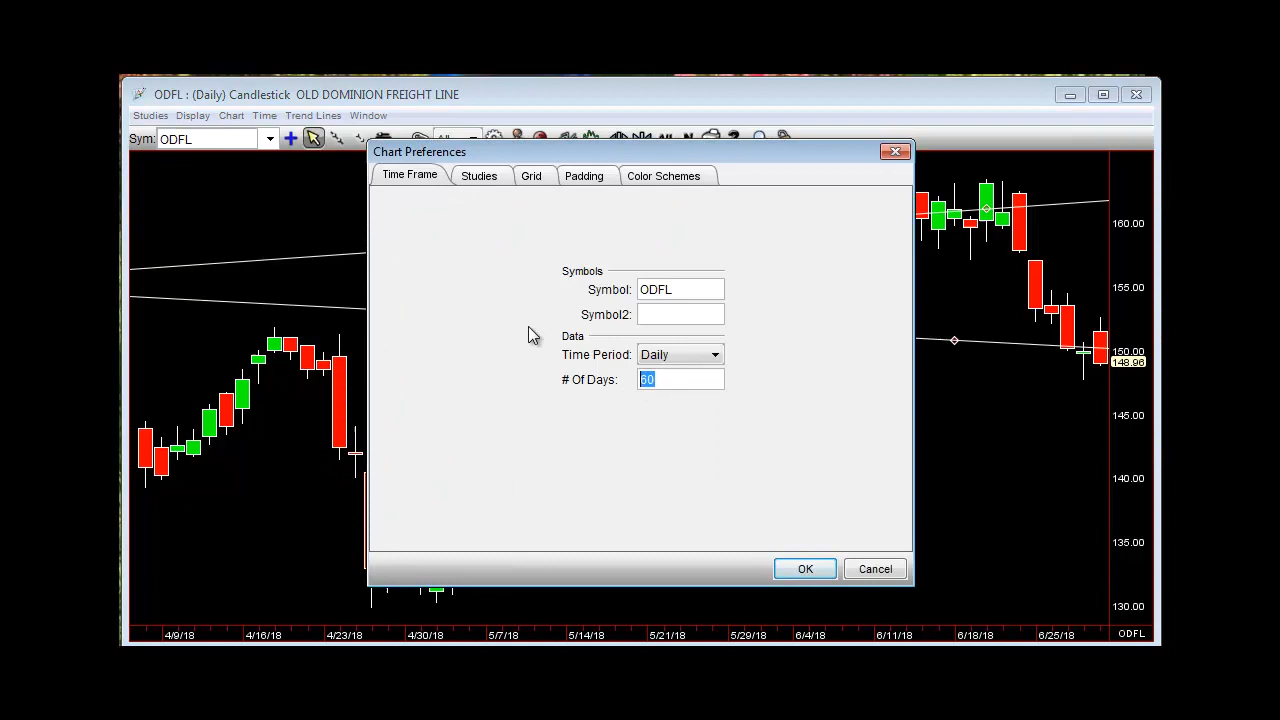 ODFL : (Daily) Candlestick OLD DOMINION FREIGHT LINE
Studies Display Chart Time Trend Lines Window
Sym: ODFL
Chart Preferences
Time Frame Studies Grid Padding Color Schemes
Symbols
Symbol: ODFL
Symbol2:
Data
Time Period: Daily
# Of Days: 60
OK Cancel
160.00
155.00
150.00
148.96
145.00
140.00
135.00
130.00
4/9/18 4/16/18 4/23/18 4/30/18 5/7/18 5/14/18 5/21/18 5/29/18 6/4/18 6/11/18 6/18/18 6/25/18 ODFL